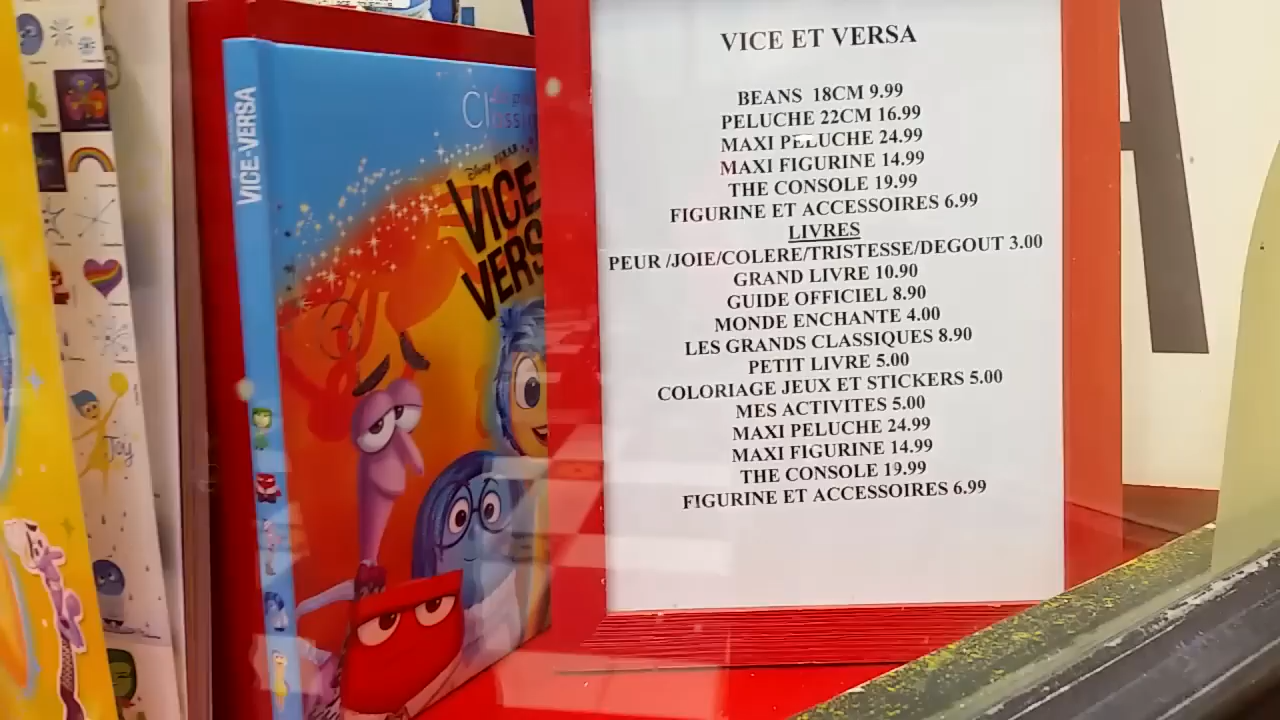 VICE-VERSA
Disney PIXAR
VICE
VERS
Joy
VICE ET VERSA
BEANS 18CM 9.99
PELUCHE 22CM 16.99
MAXI PELUCHE 24.99
MAXI FIGURINE 14.99
THE CONSOLE 19.99
FIGURINE ET ACCESSOIRES 6.99
LIVRES
PEUR /JOIE/COLERE/TRISTESSE/DEGOUT 3.00
GRAND LIVRE 10.90
GUIDE OFFICIEL 8.90
MONDE ENCHANTE 4.00
LES GRANDS CLASSIQUES 8.90
PETIT LIVRE 5.00
COLORIAGE JEUX ET STICKERS 5.00
MES ACTIVITES 5.00
MAXI PELUCHE 24.99
MAXI FIGURINE 14.99
THE CONSOLE 19.99
FIGURINE ET ACCESSOIRES 6.99